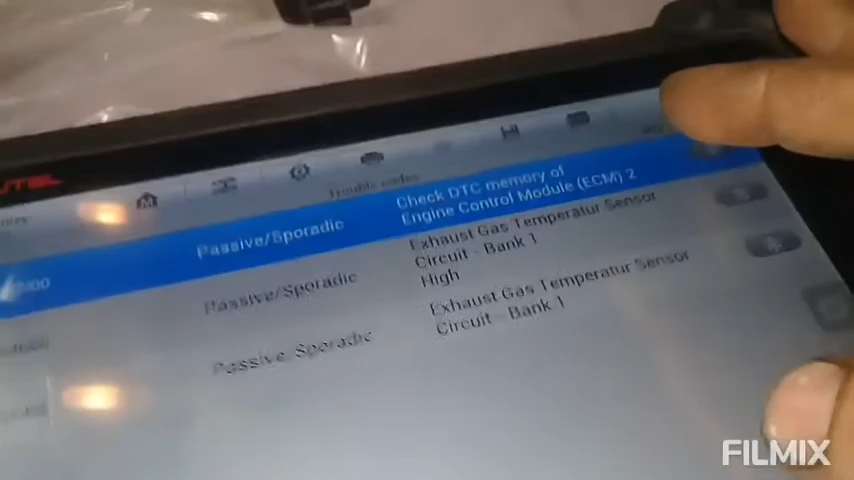 Trouble codes
Passive/Sporadic
Check DTC memory of
Engine Control Module (ECM) 2
Passive/Sporadic
Exhaust Gas Temperatur Sensor
Circuit - Bank 1
High
Passive Sporadic
Exhaust Gas Temperatur Sensor
Circuit - Bank 1
FILMIX